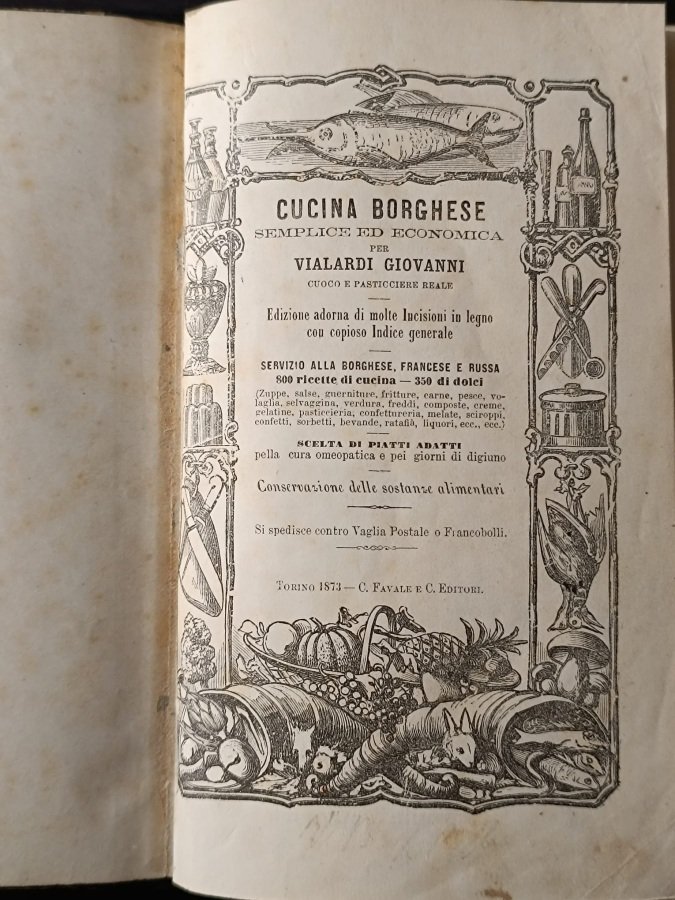 CUCINA BORGHESE
SEMPLICE ED ECONOMICA
PER
VIALARDI GIOVANNI
CUOCO E PASTICCIERE REALE
Edizione adorna di molte Incisioni in legno
con copioso Indice generale
SERVIZIO ALLA BORGHESE, FRANCESE E RUSSA
800 ricette di cucina — 350 di dolci
(Zuppe, salse, guerniture, fritture, carne, pesce, vo-
laglia, selvaggina, verdura, freddi, composte, creme,
gelatine, pasticcieria, confettureria, melate, sciroppi,
confetti, sorbetti, bevande, ratafià, liquori, ecc., ecc.)
SCELTA DI PIATTI ADATTI
pella cura omeopatica e pei giorni di digiuno
Conservazione delle sostanze alimentari
Si spedisce contro Vaglia Postale o Francobolli.
TORINO 1873 — C. FAVALE E C. EDITORI.